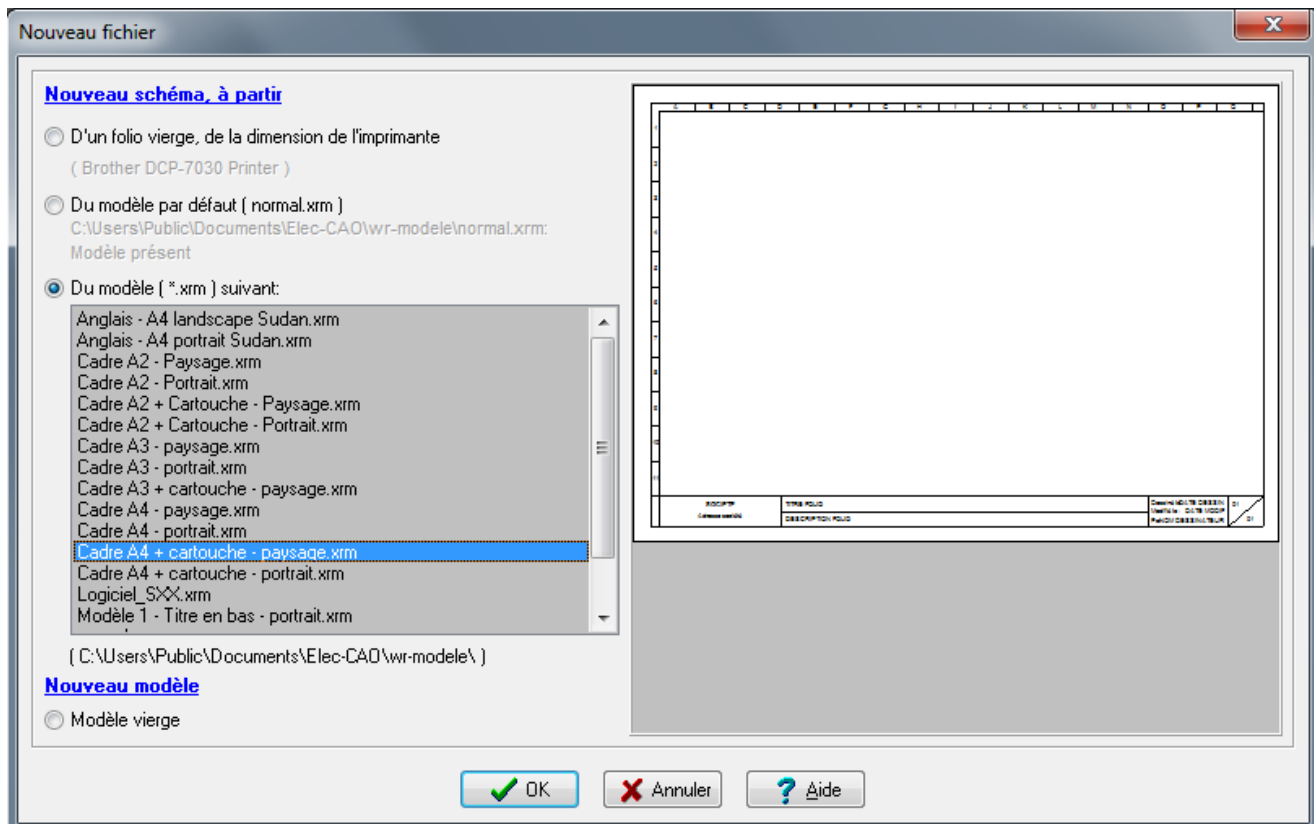 Nouveau fichier
Nouveau schéma, à partir
D'un folio vierge, de la dimension de l'imprimante
( Brother DCP-7030 Printer )
Du modèle par défaut ( normal.xrm )
C:\Users\Public\Documents\Elec-CAO\wr-modele\normal.xrm:
Modèle présent
Du modèle ( *.xrm ) suivant:
Anglais - A4 landscape Sudan.xrm
Anglais - A4 portrait Sudan.xrm
Cadre A2 - Paysage.xrm
Cadre A2 - Portrait.xrm
Cadre A2 + Cartouche - Paysage.xrm
Cadre A2 + Cartouche - Portrait.xrm
Cadre A3 - paysage.xrm
Cadre A3 - portrait.xrm
Cadre A3 + cartouche - paysage.xrm
Cadre A4 - paysage.xrm
Cadre A4 - portrait.xrm
Cadre A4 + cartouche - paysage.xrm
Cadre A4 + cartouche - portrait.xrm
Logiciel_SXX.xrm
Modèle 1 - Titre en bas - portrait.xrm
( C:\Users\Public\Documents\Elec-CAO\wr-modele\ )
Nouveau modèle
Modèle vierge
TITRE FOLIO
DESCRIPTION FOLIO
OK
Annuler
Aide